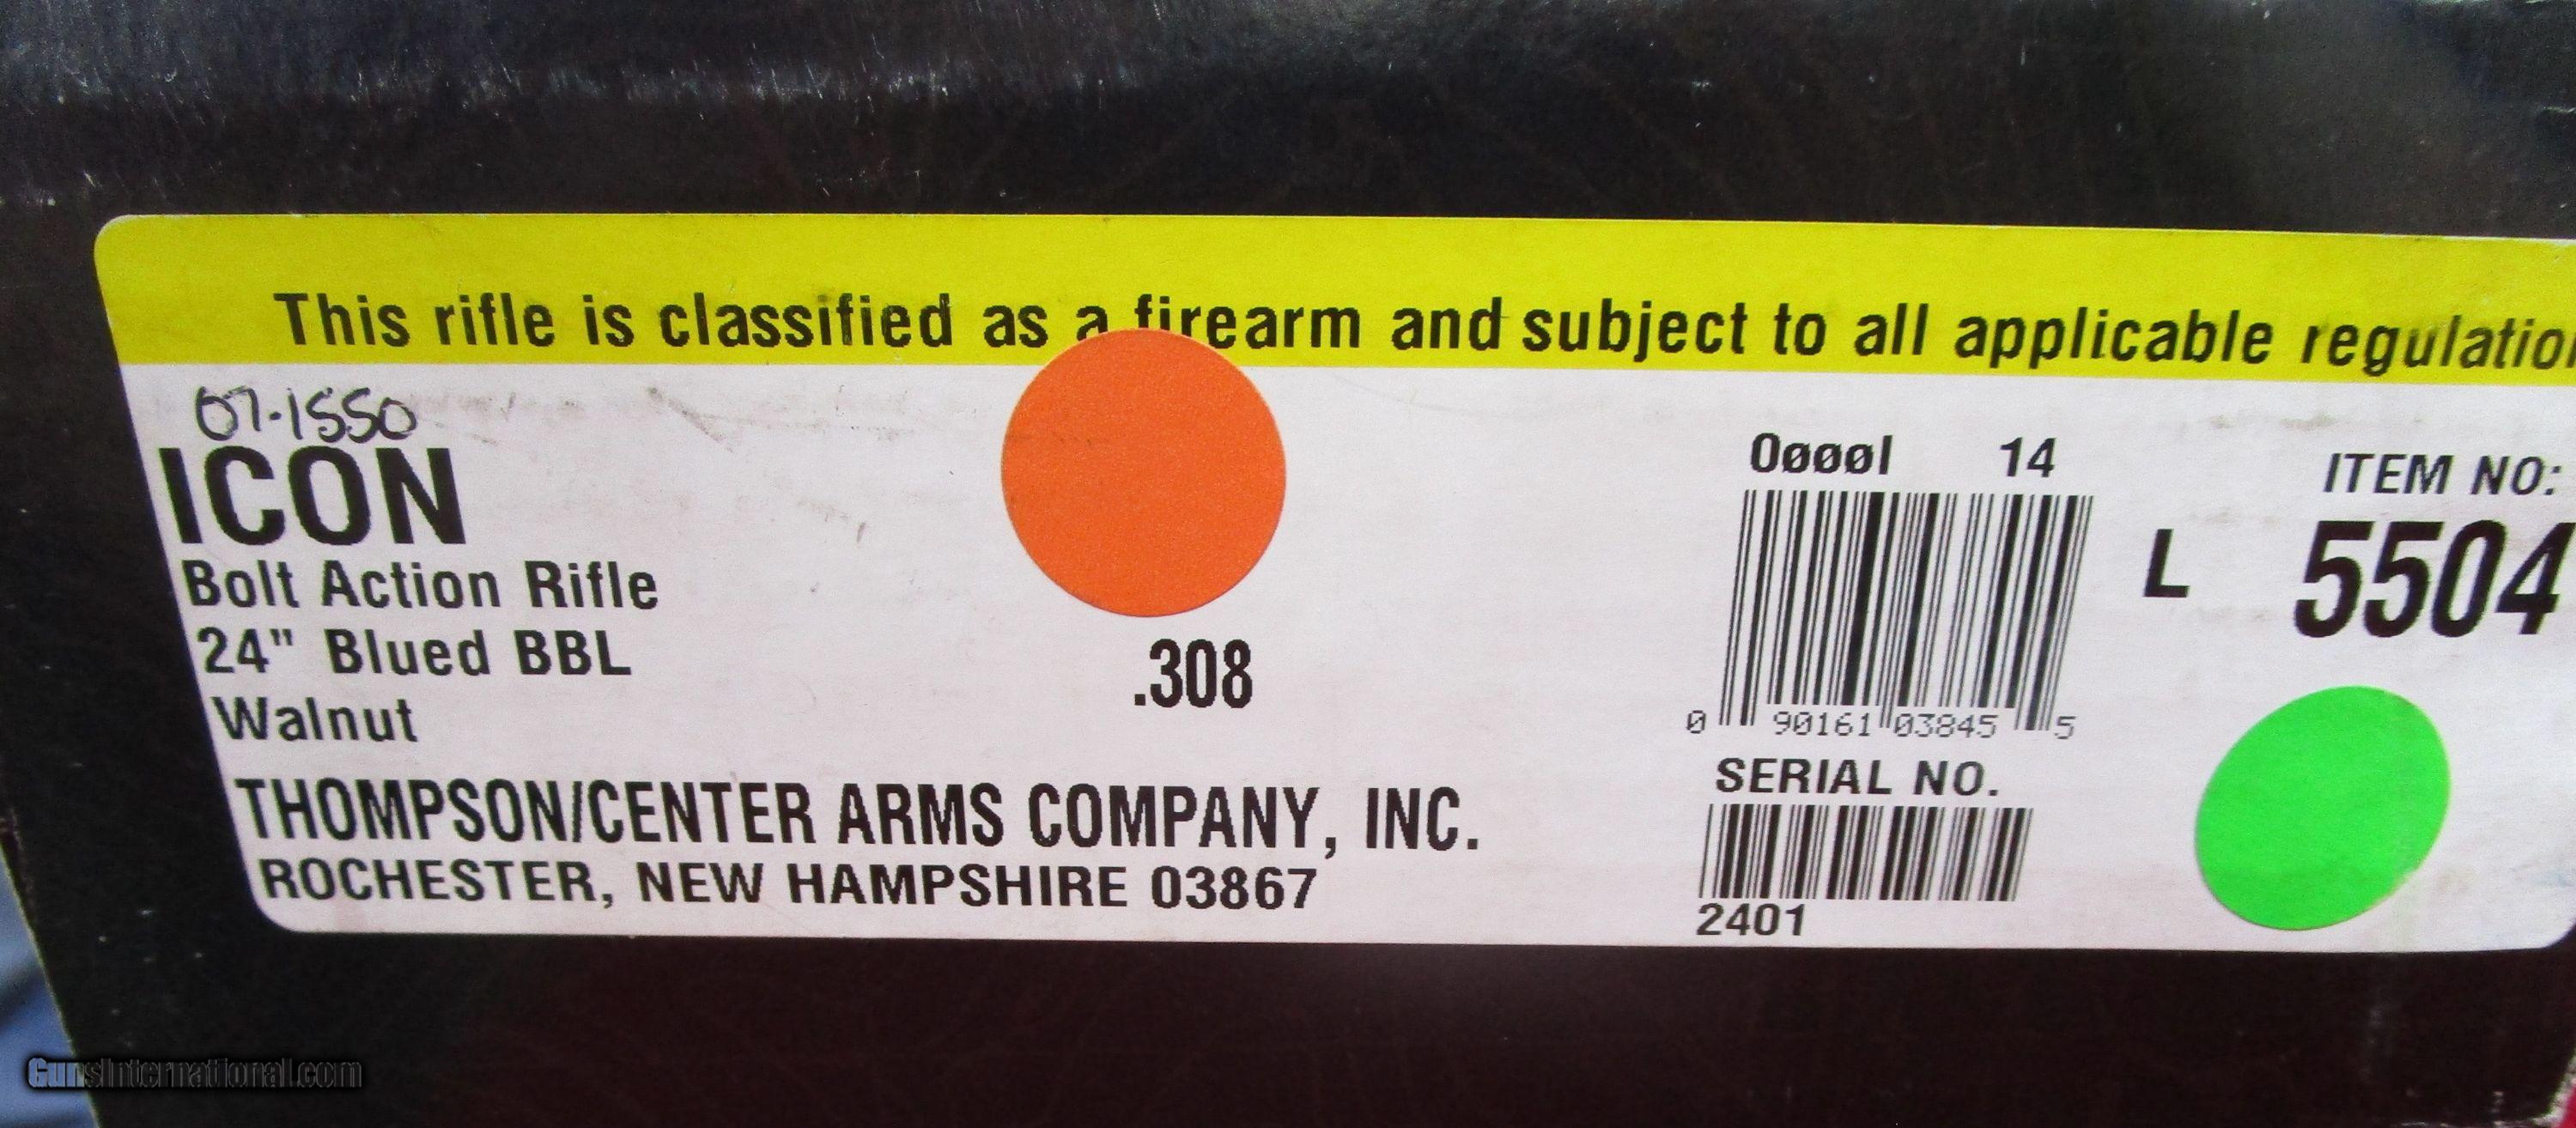 This rifle is classified as a firearm and subject to all applicable regulatio
07-1550
ICON
Bolt Action Rifle
24" Blued BBL
Walnut
.308
THOMPSON/CENTER ARMS COMPANY, INC.
ROCHESTER, NEW HAMPSHIRE 03867
0øøøl 14
0 90161 03845 5
SERIAL NO.
2401
ITEM NO:
L 5504
GunsInternational.com